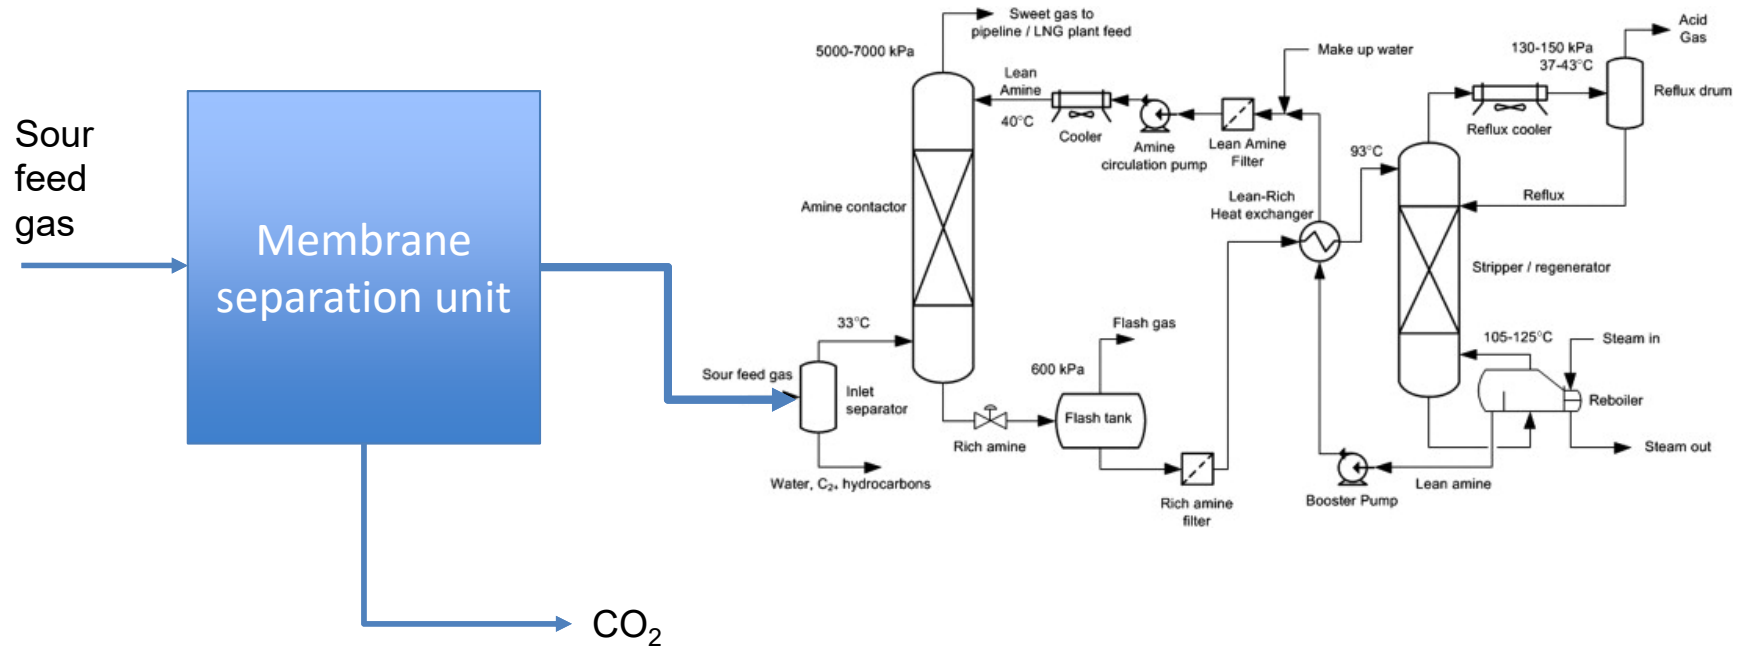 Sour
feed
gas
Membrane
separation unit
CO₂
Sweet gas to
pipeline / LNG plant feed
5000-7000 kPa
Lean
Amine
40°C
Cooler
Amine
circulation pump
Lean Amine
Filter
Make up water
Amine contactor
33°C
Sour feed gas
Inlet
separator
Water, C₂₊ hydrocarbons
Rich amine
600 kPa
Flash gas
Flash tank
Rich amine
filter
Lean-Rich
Heat exchanger
93°C
Booster Pump
Lean amine
130-150 kPa
37-43°C
Reflux cooler
Acid
Gas
Reflux drum
Reflux
Stripper / regenerator
105-125°C
Steam in
Reboiler
Steam out